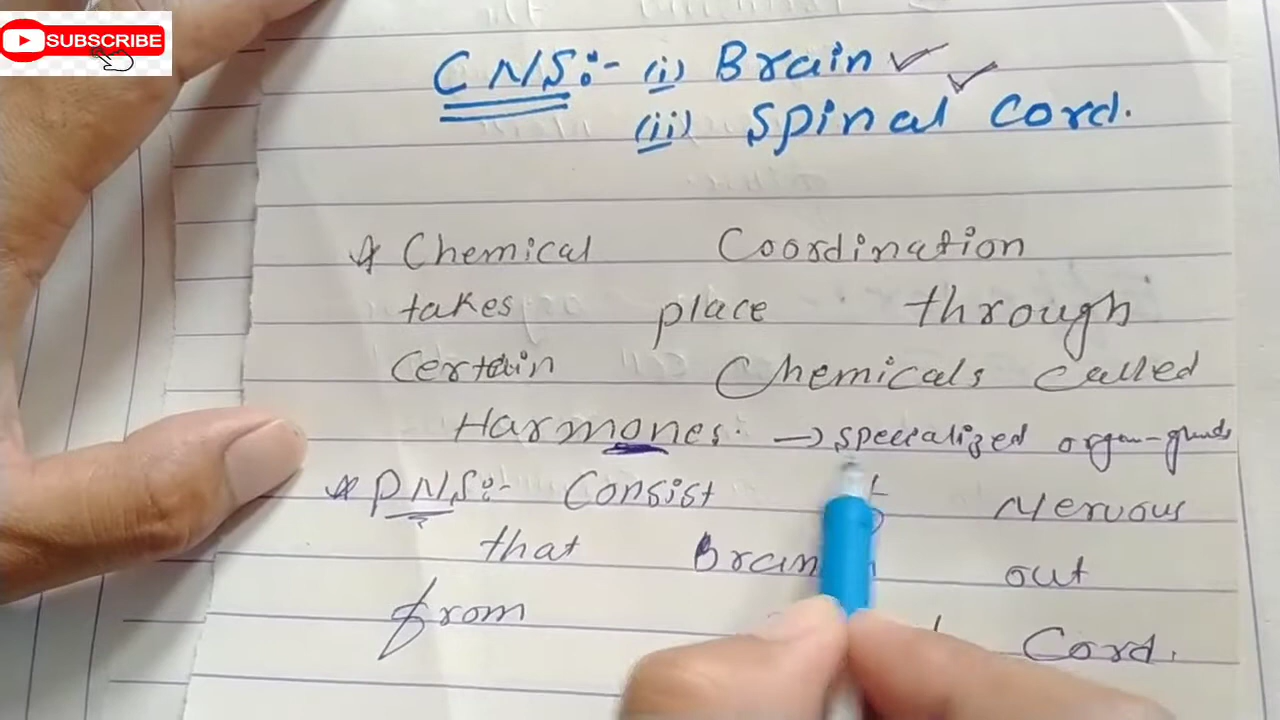 SUBSCRIBE
CNS:- (i) Brain
(ii) Spinal Cord.
Chemical Coordination
takes place through
Certain Chemicals called
Harmones. → specialized organ-glands
PNS:- Consist Nervous
that out
from Cord.